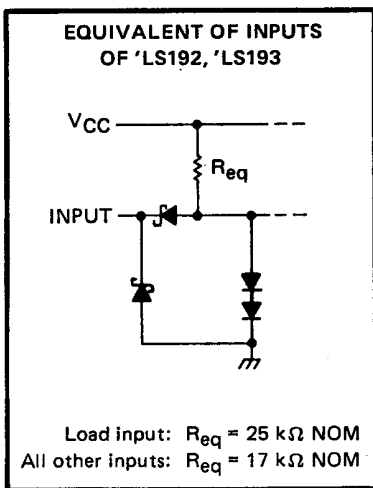 EQUIVALENT OF INPUTS
OF 'LS192, 'LS193
VCC
Req
INPUT
Load input: Req = 25 kΩ NOM
All other inputs: Req = 17 kΩ NOM